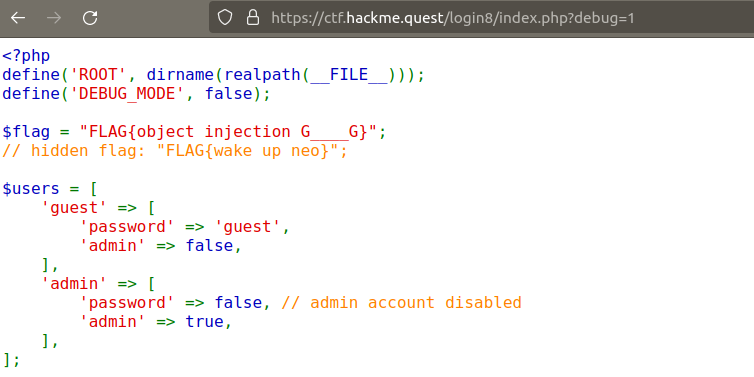 https://ctf.hackme.quest/login8/index.php?debug=1
<?php
define('ROOT', dirname(realpath(__FILE__)));
define('DEBUG_MODE', false);
$flag = "FLAG{object injection G____G}";
// hidden flag: "FLAG{wake up neo}";
$users = [
    'guest' => [
        'password' => 'guest',
        'admin' => false,
    ],
    'admin' => [
        'password' => false, // admin account disabled
        'admin' => true,
    ],
];